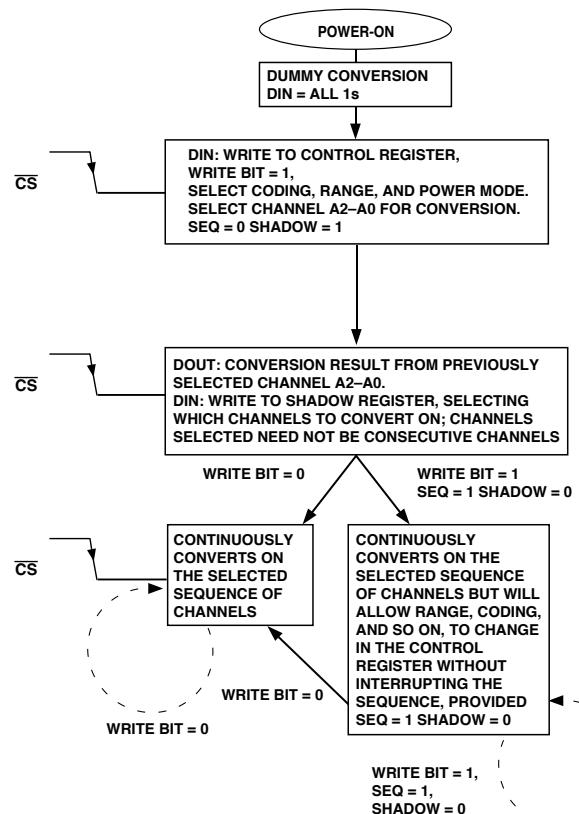 POWER-ON
DUMMY CONVERSION
DIN = ALL 1s
CS
DIN: WRITE TO CONTROL REGISTER,
WRITE BIT = 1,
SELECT CODING, RANGE, AND POWER MODE.
SELECT CHANNEL A2–A0 FOR CONVERSION.
SEQ = 0 SHADOW = 1
CS
DOUT: CONVERSION RESULT FROM PREVIOUSLY
SELECTED CHANNEL A2–A0.
DIN: WRITE TO SHADOW REGISTER, SELECTING
WHICH CHANNELS TO CONVERT ON; CHANNELS
SELECTED NEED NOT BE CONSECUTIVE CHANNELS
WRITE BIT = 0
WRITE BIT = 1
SEQ = 1 SHADOW = 0
CS
CONTINUOUSLY
CONVERTS ON
THE SELECTED
SEQUENCE OF
CHANNELS
CONTINUOUSLY
CONVERTS ON THE
SELECTED SEQUENCE
OF CHANNELS BUT WILL
ALLOW RANGE, CODING,
AND SO ON, TO CHANGE
IN THE CONTROL
REGISTER WITHOUT
INTERRUPTING THE
SEQUENCE, PROVIDED
SEQ = 1 SHADOW = 0
WRITE BIT = 0
WRITE BIT = 0
WRITE BIT = 1,
SEQ = 1,
SHADOW = 0